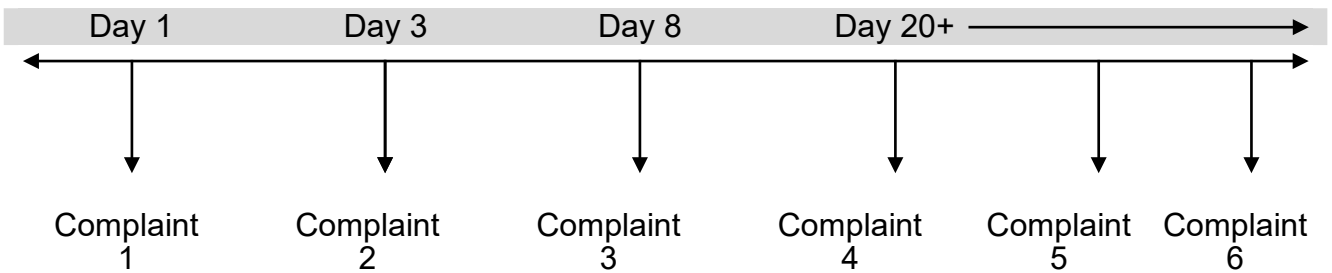 Day 1 Day 3 Day 8 Day 20+
Complaint Complaint Complaint Complaint Complaint Complaint
1 2 3 4 5 6